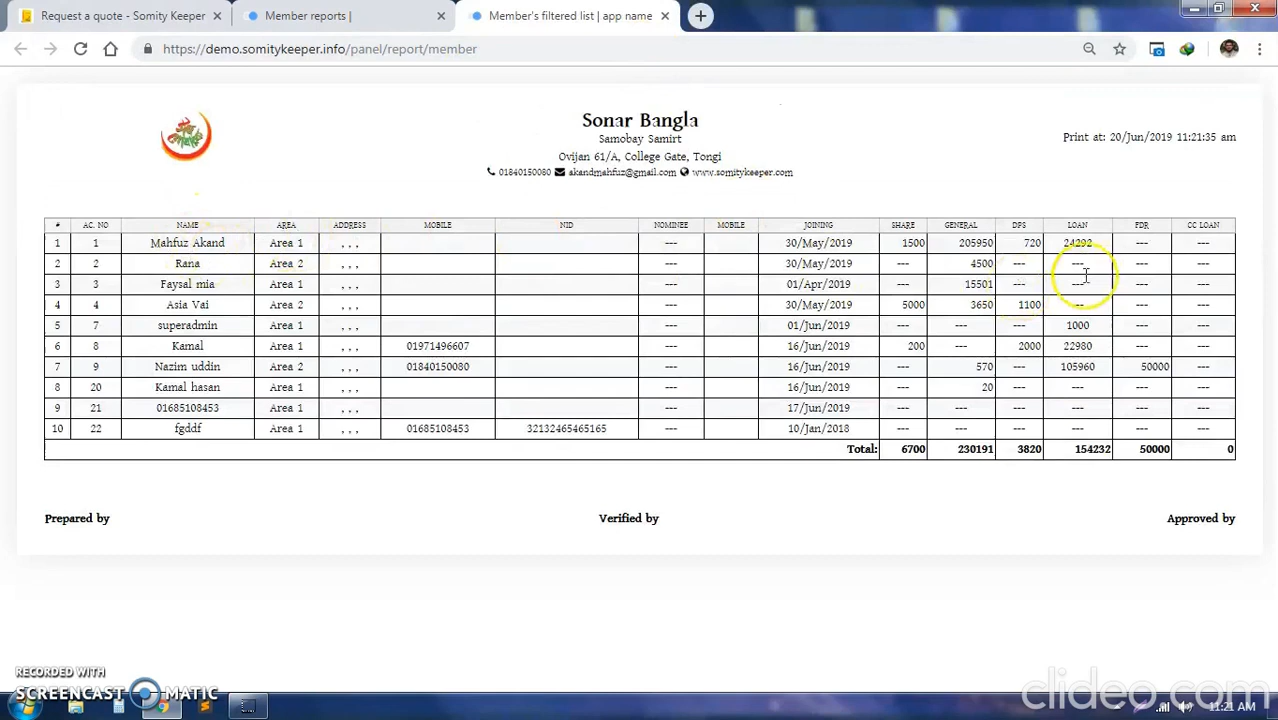 Request a quote - Somity Keeper
Member reports |
Member's filtered list | app name
https://demo.somitykeeper.info/panel/report/member
Sonar Bangla
Samobay Samirt
Ovijan 61/A, College Gate, Tongi
01840150080 akandmahfuz@gmail.com www.somitykeeper.com
Print at: 20/Jun/2019 11:21:35 am
# AC. NO NAME AREA ADDRESS MOBILE NID NOMINEE MOBILE JOINING SHARE GENERAL DPS LOAN FDR CC LOAN
1 1 Mahfuz Akand Area 1 , , , --- 30/May/2019 1500 205950 720 24292 --- ---
2 2 Rana Area 2 , , , --- 30/May/2019 --- 4500 --- --- --- ---
3 3 Faysal mia Area 1 , , , --- 01/Apr/2019 --- 15501 --- --- --- ---
4 4 Asia Vai Area 2 , , , --- 30/May/2019 5000 3650 1100 --- --- ---
5 7 superadmin Area 1 , , , --- 01/Jun/2019 --- --- --- 1000 --- ---
6 8 Kamal Area 1 , , , 01971496607 --- 16/Jun/2019 200 --- 2000 22980 --- ---
7 9 Nazim uddin Area 2 , , , 01840150080 --- 16/Jun/2019 --- 570 --- 105960 50000 ---
8 20 Kamal hasan Area 1 , , , --- 16/Jun/2019 --- 20 --- --- --- ---
9 21 01685108453 Area 1 , , , --- 17/Jun/2019 --- --- --- --- --- ---
10 22 fgddf Area 1 , , , 01685108453 32132465465165 --- 10/Jan/2018 --- --- --- --- --- ---
Total: 6700 230191 3820 154232 50000 0
Prepared by Verified by Approved by
RECORDED WITH
SCREENCAST MATIC
clideo.com
11:21 AM